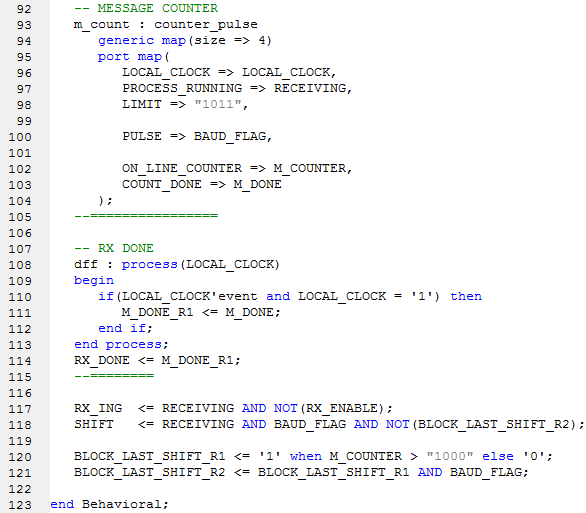 92 -- MESSAGE COUNTER
93 m_count : counter_pulse
94 generic map(size => 4)
95 port map(
96 LOCAL_CLOCK => LOCAL_CLOCK,
97 PROCESS_RUNNING => RECEIVING,
98 LIMIT => "1011",
99
100 PULSE => BAUD_FLAG,
101
102 ON_LINE_COUNTER => M_COUNTER,
103 COUNT_DONE => M_DONE
104 );
105 --================
106
107 -- RX DONE
108 dff : process(LOCAL_CLOCK)
109 begin
110 if(LOCAL_CLOCK'event and LOCAL_CLOCK = '1') then
111 M_DONE_R1 <= M_DONE;
112 end if;
113 end process;
114 RX_DONE <= M_DONE_R1;
115 --========
116
117 RX_ING <= RECEIVING AND NOT(RX_ENABLE);
118 SHIFT <= RECEIVING AND BAUD_FLAG AND NOT(BLOCK_LAST_SHIFT_R2);
119
120 BLOCK_LAST_SHIFT_R1 <= '1' when M_COUNTER > "1000" else '0';
121 BLOCK_LAST_SHIFT_R2 <= BLOCK_LAST_SHIFT_R1 AND BAUD_FLAG;
122
123 end Behavioral;